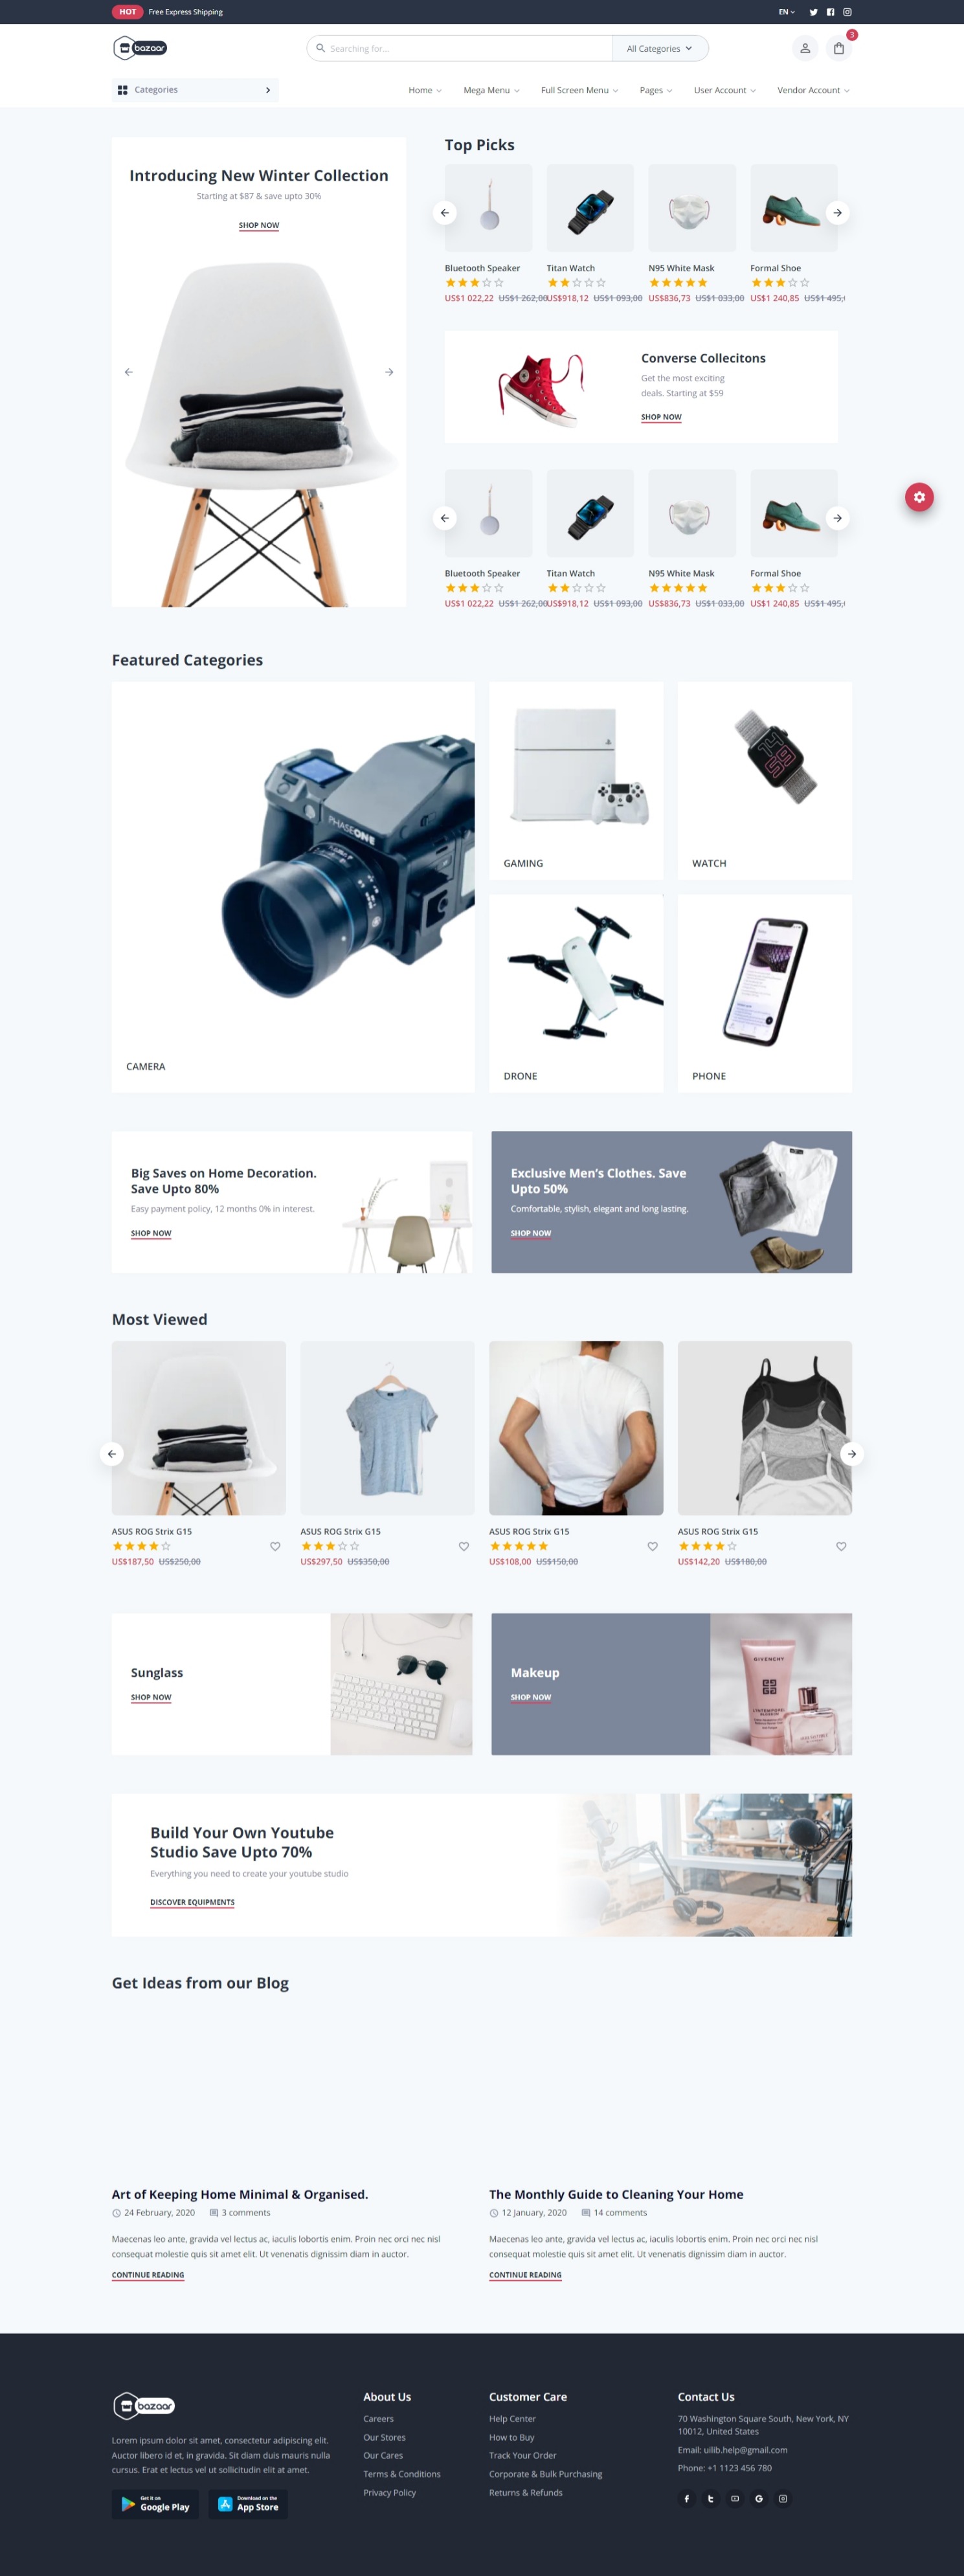 HOT Free Express Shipping
EN
bazaar
Searching for...
All Categories
3
Categories
Home
Mega Menu
Full Screen Menu
Pages
User Account
Vendor Account
Introducing New Winter Collection
Starting at $87 & save upto 30%
SHOP NOW
Top Picks
Bluetooth Speaker
US$1 022,22 US$1 262,00
Titan Watch
US$918,12 US$1 093,00
N95 White Mask
US$836,73 US$1 033,00
Formal Shoe
US$1 240,85 US$1 495,
Converse Collecitons
Get the most exciting
deals. Starting at $59
SHOP NOW
Bluetooth Speaker
US$1 022,22 US$1 262,00
Titan Watch
US$918,12 US$1 093,00
N95 White Mask
US$836,73 US$1 033,00
Formal Shoe
US$1 240,85 US$1 495,
Featured Categories
PHASEONE
CAMERA
GAMING
14
59
WATCH
DRONE
PHONE
Big Saves on Home Decoration.
Save Upto 80%
Easy payment policy, 12 months 0% in interest.
SHOP NOW
Exclusive Men's Clothes. Save
Upto 50%
Comfortable, stylish, elegant and long lasting.
SHOP NOW
Most Viewed
ASUS ROG Strix G15
US$187,50 US$250,00
ASUS ROG Strix G15
US$297,50 US$350,00
ASUS ROG Strix G15
US$108,00 US$150,00
ASUS ROG Strix G15
US$142,20 US$180,00
Sunglass
SHOP NOW
Makeup
SHOP NOW
GIVENCHY
Build Your Own Youtube
Studio Save Upto 70%
Everything you need to create your youtube studio
DISCOVER EQUIPMENTS
Get Ideas from our Blog
Art of Keeping Home Minimal & Organised.
24 February, 2020 3 comments
Maecenas leo ante, gravida vel lectus ac, iaculis lobortis enim. Proin nec orci nec nisl
consequat molestie quis sit amet elit. Ut venenatis dignissim diam in auctor.
CONTINUE READING
The Monthly Guide to Cleaning Your Home
12 January, 2020 14 comments
Maecenas leo ante, gravida vel lectus ac, iaculis lobortis enim. Proin nec orci nec nisl
consequat molestie quis sit amet elit. Ut venenatis dignissim diam in auctor.
CONTINUE READING
bazaar
Lorem ipsum dolor sit amet, consectetur adipiscing elit.
Auctor libero id et, in gravida. Sit diam duis mauris nulla
cursus. Erat et lectus vel ut sollicitudin elit at amet.
Get it on
Google Play
Download on the
App Store
About Us
Careers
Our Stores
Our Cares
Terms & Conditions
Privacy Policy
Customer Care
Help Center
How to Buy
Track Your Order
Corporate & Bulk Purchasing
Returns & Refunds
Contact Us
70 Washington Square South, New York, NY
10012, United States
Email: uilib.help@gmail.com
Phone: +1 1123 456 780